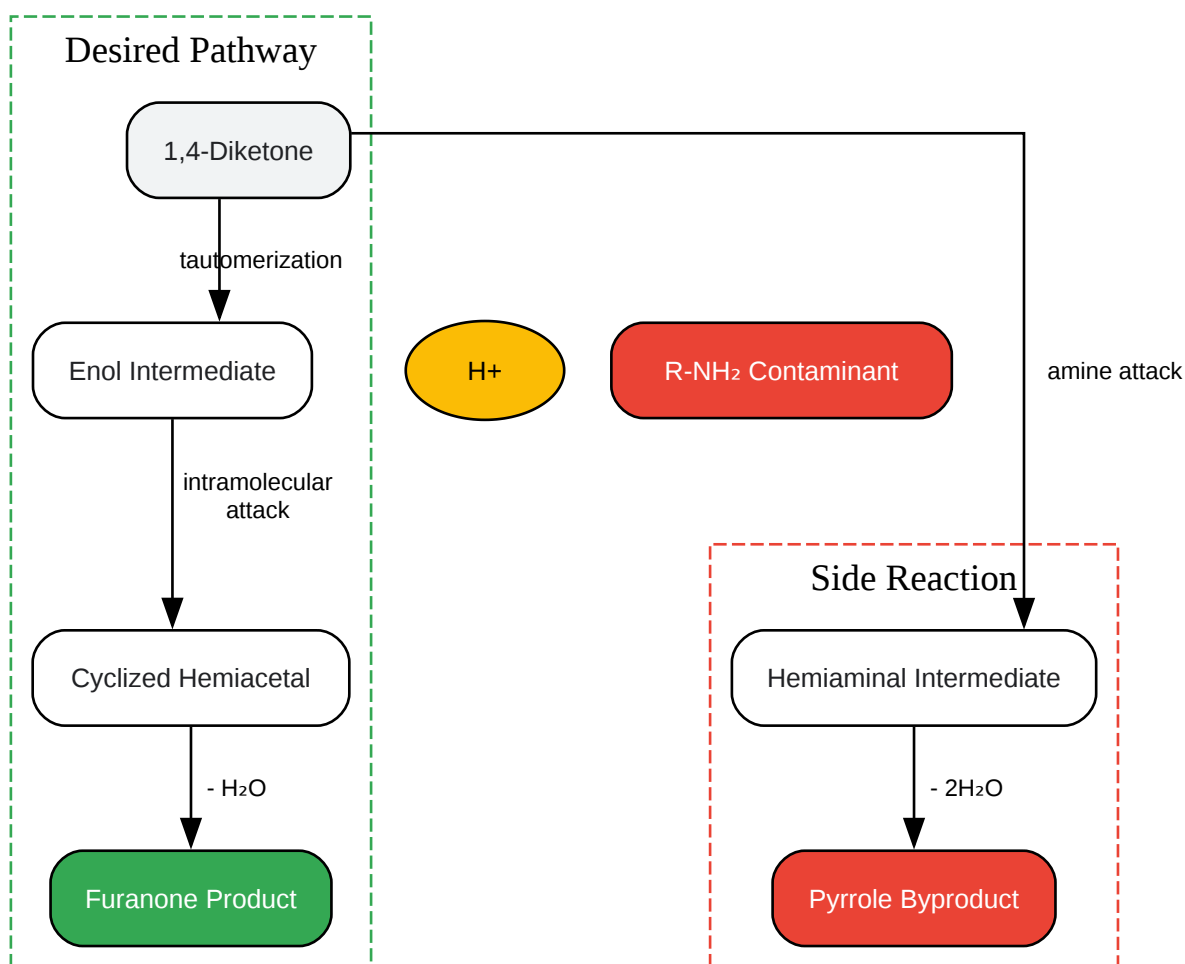 Desired Pathway
1,4-Diketone
tautomerization
Enol Intermediate
H+
R-NH₂ Contaminant
amine attack
intramolecular
attack
Side Reaction
Cyclized Hemiacetal
Hemiaminal Intermediate
- H₂O
- 2H₂O
Furanone Product
Pyrrole Byproduct